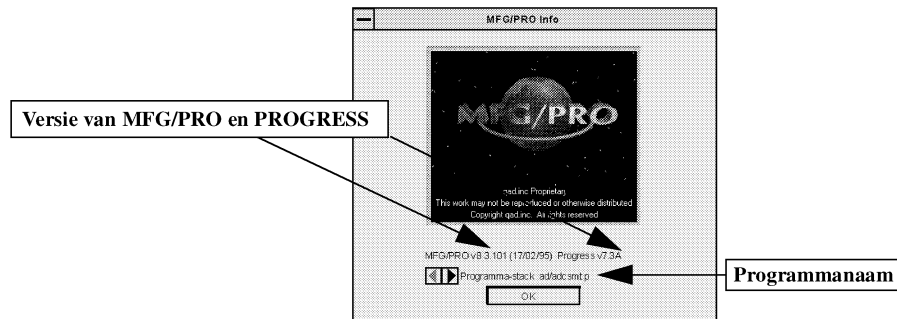 MFG/PRO Info
MFG/PRO
Versie van MFG/PRO en PROGRESS
qad.inc Proprietary
This work may not be reproduced or otherwise distributed
Copyright qad.inc. All rights reserved
MFG/PRO v8.3.101 (17/02/95) Progress v7.3A
Programma-stack ad/adcsmt.p
Programmanaam
OK